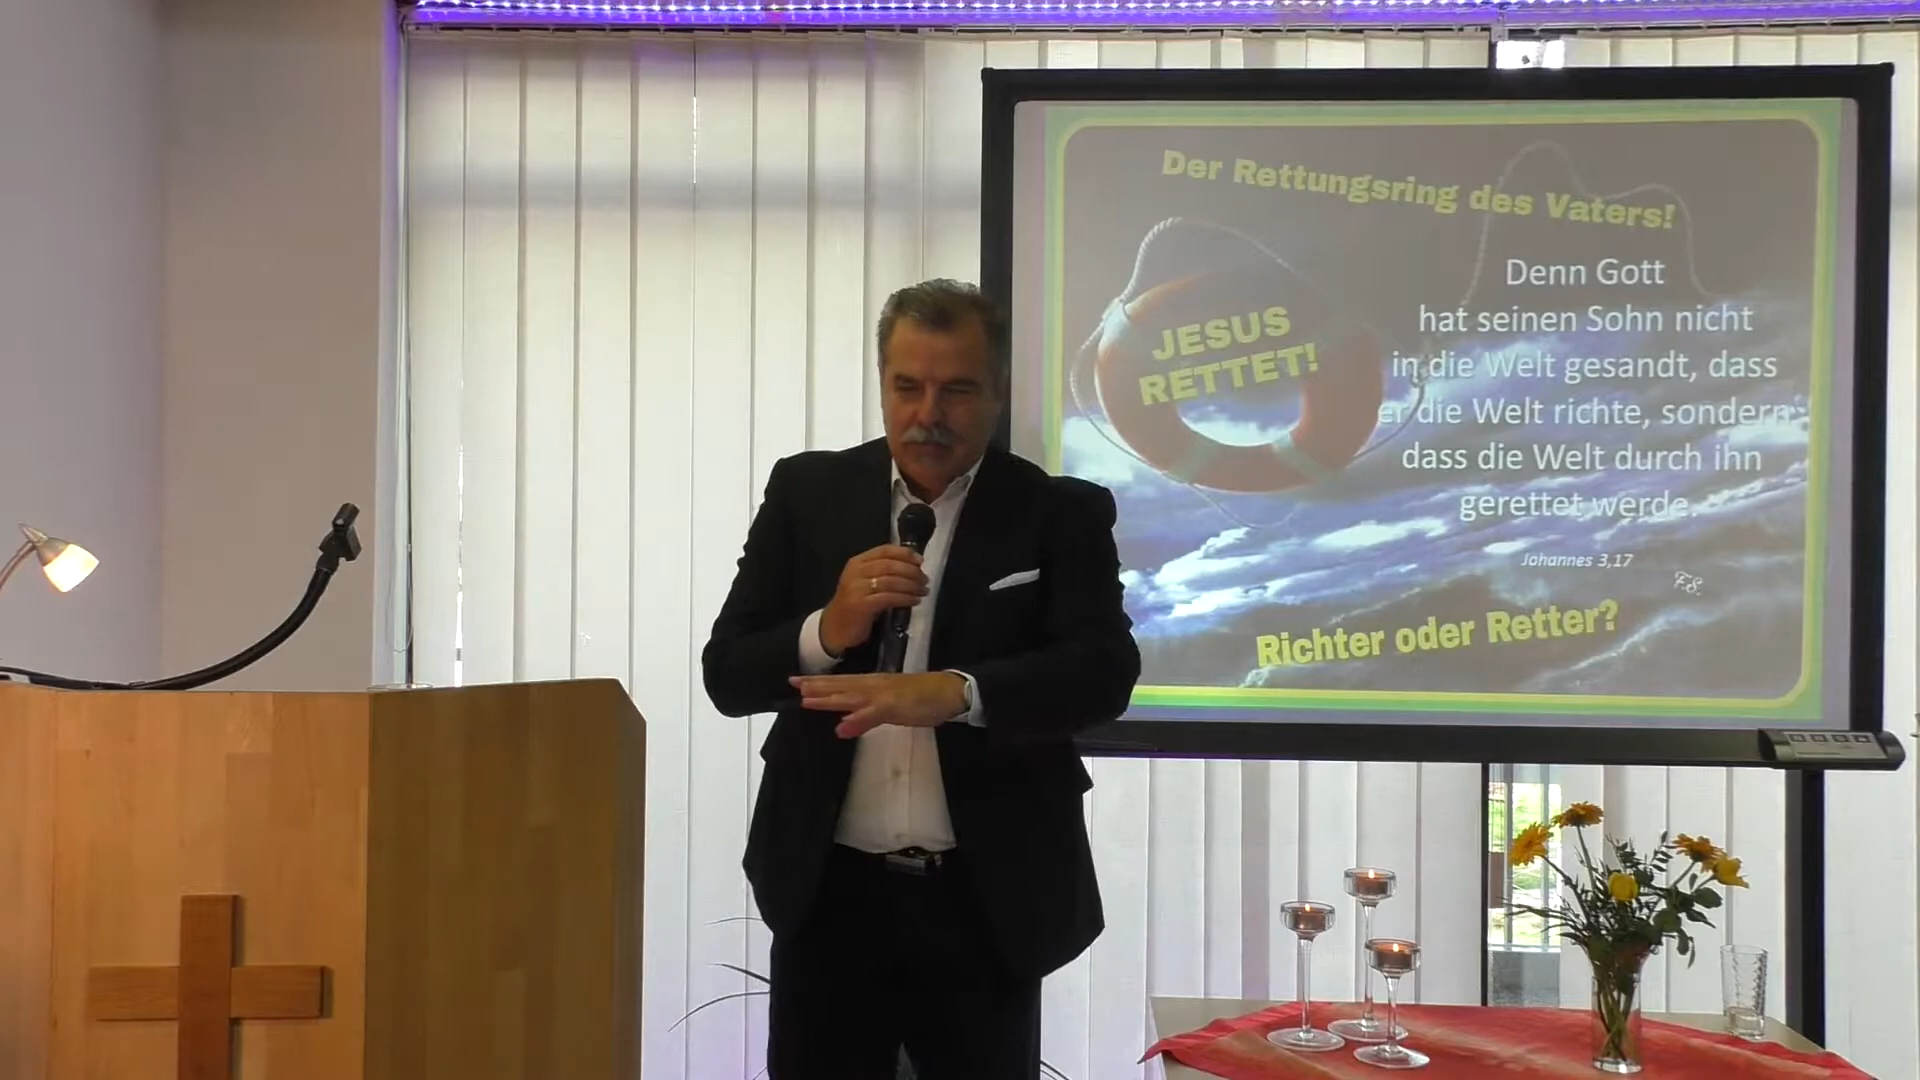 Der Rettungsring des Vaters!
JESUS
RETTET!
Denn Gott
hat seinen Sohn nicht
in die Welt gesandt, dass
er die Welt richte, sondern
dass die Welt durch ihn
gerettet werde.
Johannes 3,17
F.S.
Richter oder Retter?